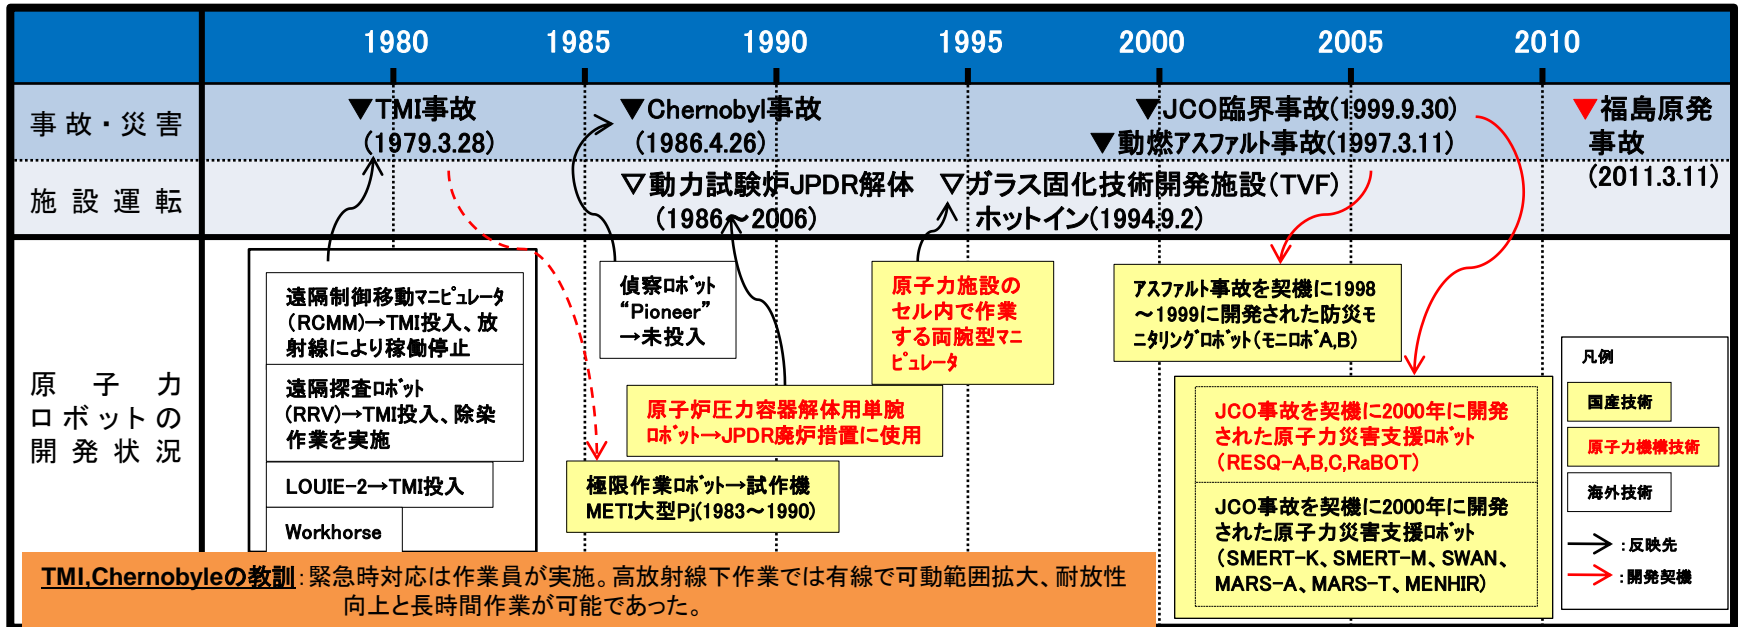 1980 1985 1990 1995 2000 2005 2010
事故・災害
▼TMI事故
(1979.3.28)
▼Chernobyl事故
(1986.4.26)
▼JCO臨界事故(1999.9.30)
▼動燃アスファルト事故(1997.3.11)
▼福島原発
事故
(2011.3.11)
施設運転
▽動力試験炉JPDR解体
(1986～2006)
▽ガラス固化技術開発施設(TVF)
ホットイン(1994.9.2)
原子力
ロボットの
開発状況
遠隔制御移動マニピュレータ
(RCMM)→TMI投入、放
射線により稼働停止
遠隔探査ロボット
(RRV)→TMI投入、除染
作業を実施
LOUIE-2→TMI投入
Workhorse
偵察ロボット
“Pioneer”
→未投入
原子炉圧力容器解体用単腕
ロボット→JPDR廃炉措置に使用
極限作業ロボット→試作機
METI大型Pj(1983～1990)
原子力施設の
セル内で作業
する両腕型マニ
ピュレータ
アスファルト事故を契機に1998
～1999に開発された防災モ
ニタリングロボット(モニロボA,B)
JCO事故を契機に2000年に開発
された原子力災害支援ロボット
(RESQ-A,B,C,RaBOT)
JCO事故を契機に2000年に開発
された原子力災害支援ロボット
(SMERT-K、SMERT-M、SWAN、
MARS-A、MARS-T、MENHIR)
凡例
国産技術
原子力機構技術
海外技術
:反映先
:開発契機
TMI,Chernobyleの教訓:緊急時対応は作業員が実施。高放射線下作業では有線で可動範囲拡大、耐放性
向上と長時間作業が可能であった。